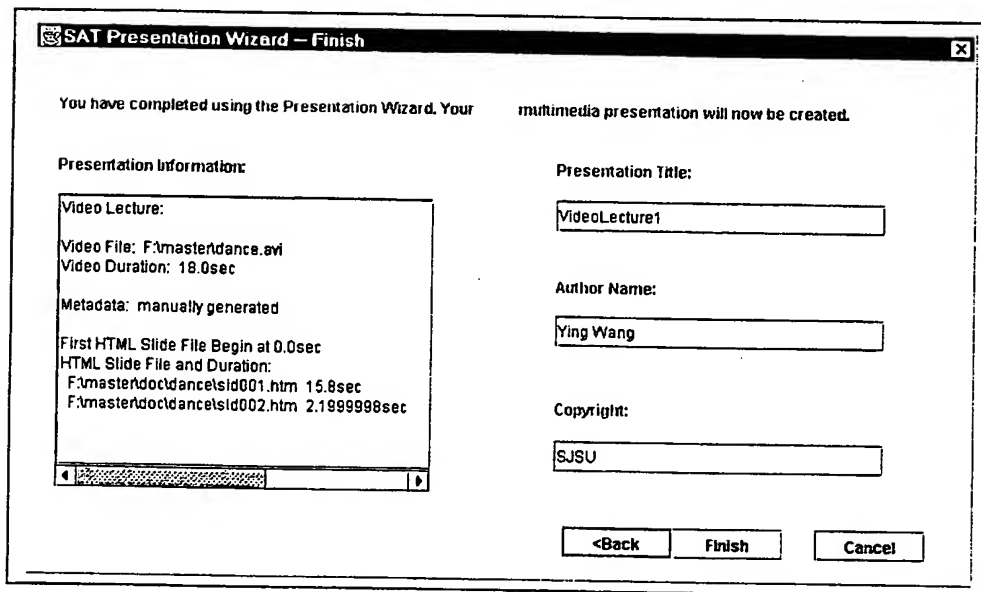 SAT Presentation Wizard – Finish
You have completed using the Presentation Wizard. Your multimedia presentation will now be created.
Presentation Information:
Video Lecture:
Video File: F:\master\dance.avi
Video Duration: 18.0sec
Metadata: manually generated
First HTML Slide File Begin at 0.0sec
HTML Slide File and Duration:
F:\master\doc\dance\sld001.htm 15.8sec
F:\master\doc\dance\sld002.htm 2.1999998sec
Presentation Title:
VideoLecture1
Author Name:
Ying Wang
Copyright:
SJSU
<Back
Finish
Cancel